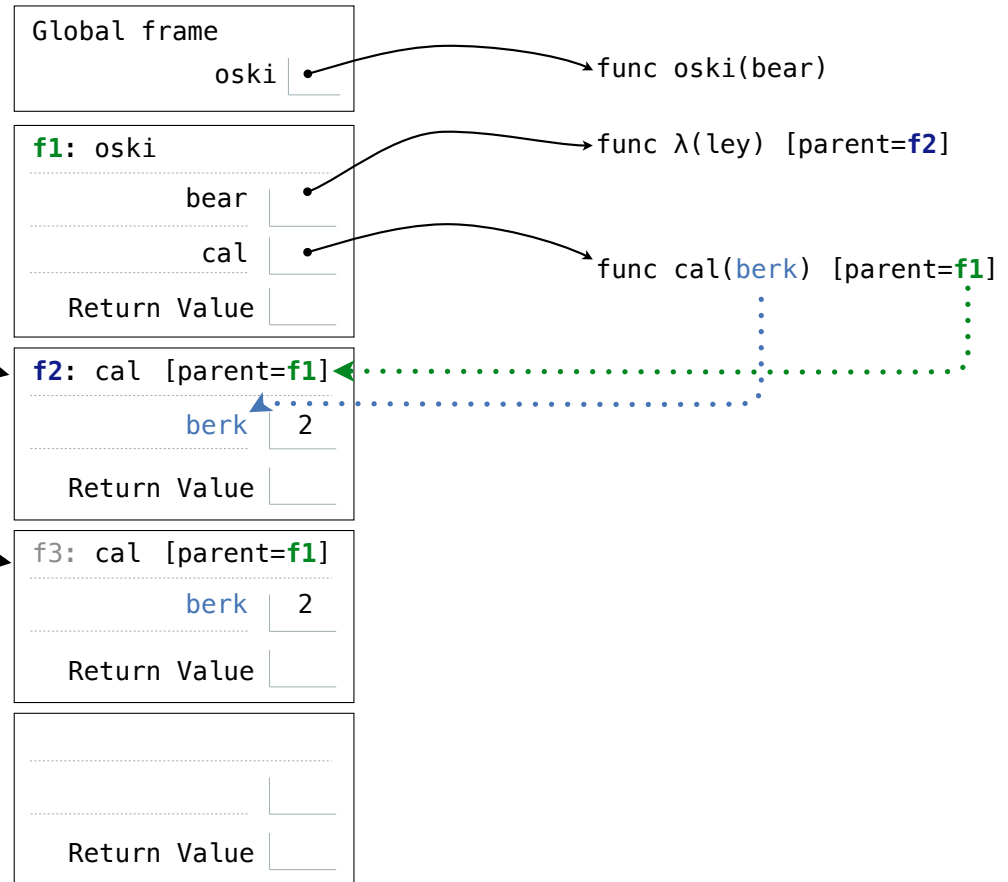 Global frame
oski
func oski(bear)
f1: oski
func λ(ley) [parent=f2]
bear
cal
func cal(berk) [parent=f1]
Return Value
f2: cal [parent=f1]
berk 2
Return Value
f3: cal [parent=f1]
berk 2
Return Value
Return Value